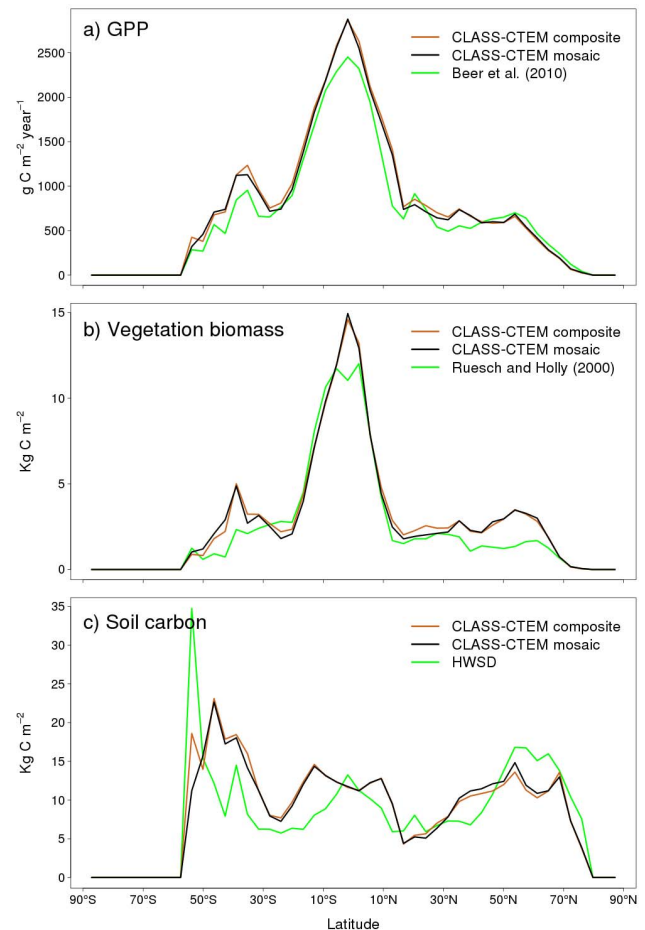 a) GPP
CLASS-CTEM composite
CLASS-CTEM mosaic
Beer et al. (2010)
g C m⁻² year⁻¹
2500
2000
1500
1000
500
0
b) Vegetation biomass
CLASS-CTEM composite
CLASS-CTEM mosaic
Ruesch and Holly (2000)
Kg C m⁻²
15
10
5
0
c) Soil carbon
CLASS-CTEM composite
CLASS-CTEM mosaic
HWSD
Kg C m⁻²
35
30
25
20
15
10
5
0
90°S 70°S 50°S 30°S 10°S 10°N 30°N 50°N 70°N 90°N
Latitude